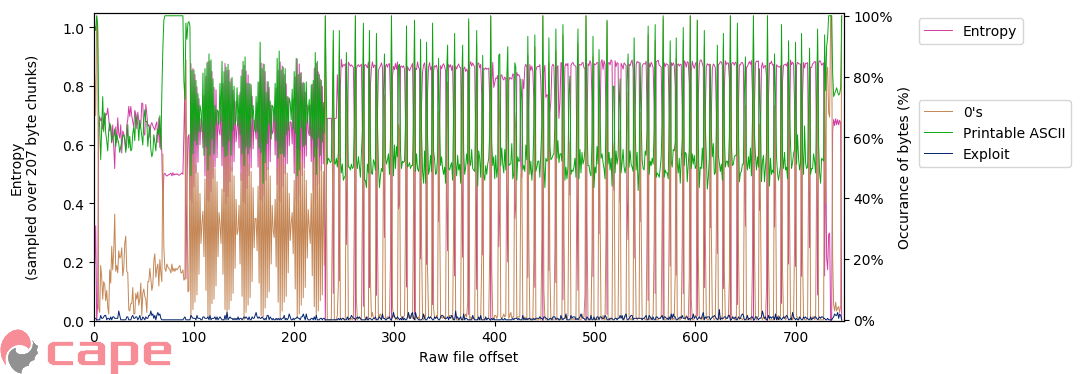 Entropy
(sampled over 207 byte chunks)
1.0
0.8
0.6
0.4
0.2
0.0
0
100
200
300
400
500
600
700
Raw file offset
100%
80%
60%
40%
20%
0%
Occurance of bytes (%)
Entropy
0's
Printable ASCII
Exploit
cape